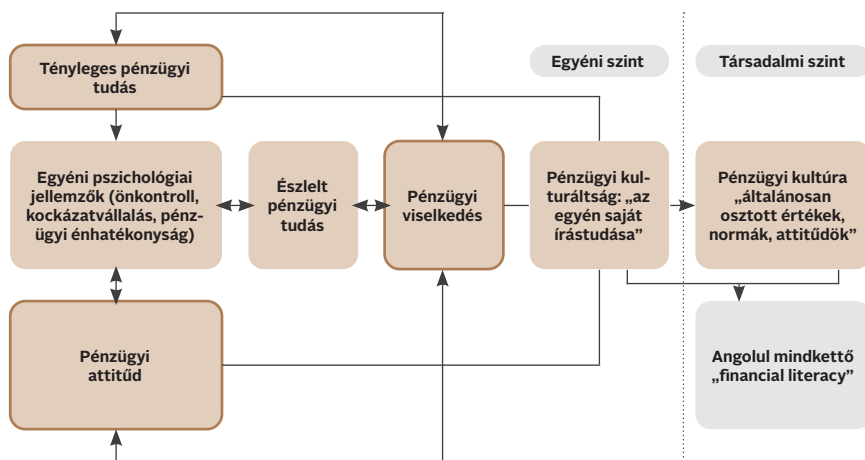 Tényleges pénzügyi
tudás
Egyéni szint
Társadalmi szint
Egyéni pszichológiai
jellemzők (önkontroll,
kockázatvállalás, pénz-
ügyi énhatékonyság)
Észlelt
pénzügyi
tudás
Pénzügyi
viselkedés
Pénzügyi kul-
turáltság: „az
egyén saját
írástudása”
Pénzügyi kultúra
„általánosan
osztott értékek,
normák, attitűdök”
Pénzügyi
attitűd
Angolul mindkettő
„financial literacy”